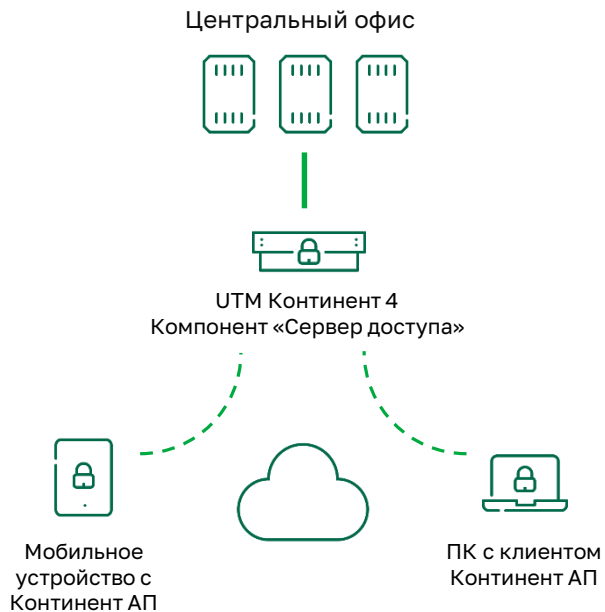 Центральный офис
UTM Континент 4
Компонент «Сервер доступа»
Мобильное
устройство с
Континент АП
ПК с клиентом
Континент АП